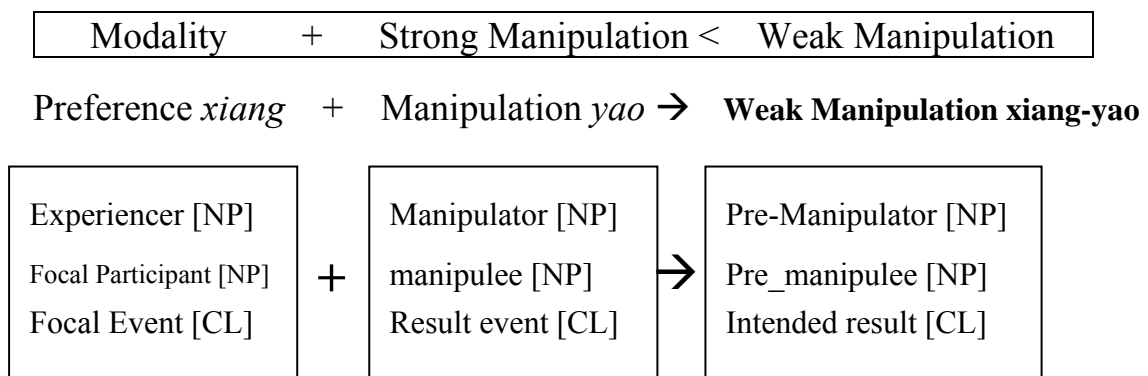 Modality + Strong Manipulation < Weak Manipulation
Preference xiang + Manipulation yao → Weak Manipulation xiang-yao
Experiencer [NP]
Focal Participant [NP]
Focal Event [CL]
+
Manipulator [NP]
manipulee [NP]
Result event [CL]
→
Pre-Manipulator [NP]
Pre_manipulee [NP]
Intended result [CL]